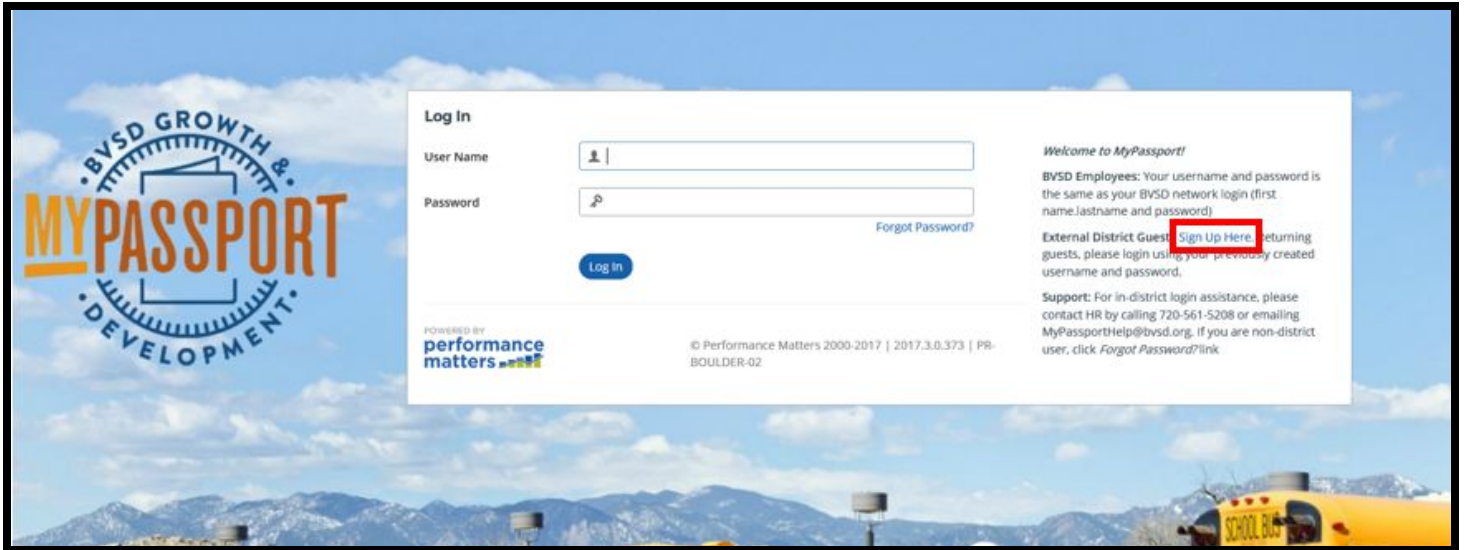 BVSD GROWTH &
MYPASSPORT
DEVELOPMENT
Log In
User Name
Password
Forgot Password?
Log In
POWERED BY
performance
matters
© Performance Matters 2000-2017 | 2017.3.0.373 | PR-
BOULDER-02
Welcome to MyPassport!
BVSD Employees: Your username and password is
the same as your BVSD network login (first
name.lastname and password)
External District Guest Sign Up Here. eturning
guests, please login using your previously created
username and password.
Support: For in-district login assistance, please
contact HR by calling 720-561-5208 or emailing
MyPassportHelp@bvsd.org. If you are non-district
user, click Forgot Password?link
SCHOOL BUS